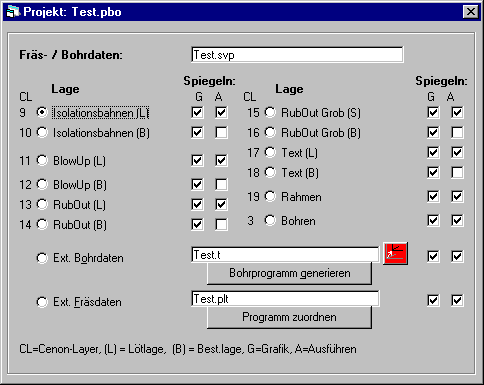 Projekt: Test.pbo
Fräs- / Bohrdaten: Test.svp
Spiegeln: Spiegeln:
Lage Lage
CL G A CL G A
9 Isolationsbahnen (L) 15 RubOut Grob (S)
10 Isolationsbahnen (B) 16 RubOut Grob (B)
11 BlowUp (L) 17 Text (L)
12 BlowUp (B) 18 Text (B)
13 RubOut (L) 19 Rahmen
14 RubOut (B) 3 Bohren
Ext. Bohrdaten Test.t
Bohrprogramm generieren
Ext. Fräsdaten Test.plt
Programm zuordnen
CL=Cenon-Layer, (L) = Lötlage, (B) = Best.lage, G=Grafik, A=Ausführen